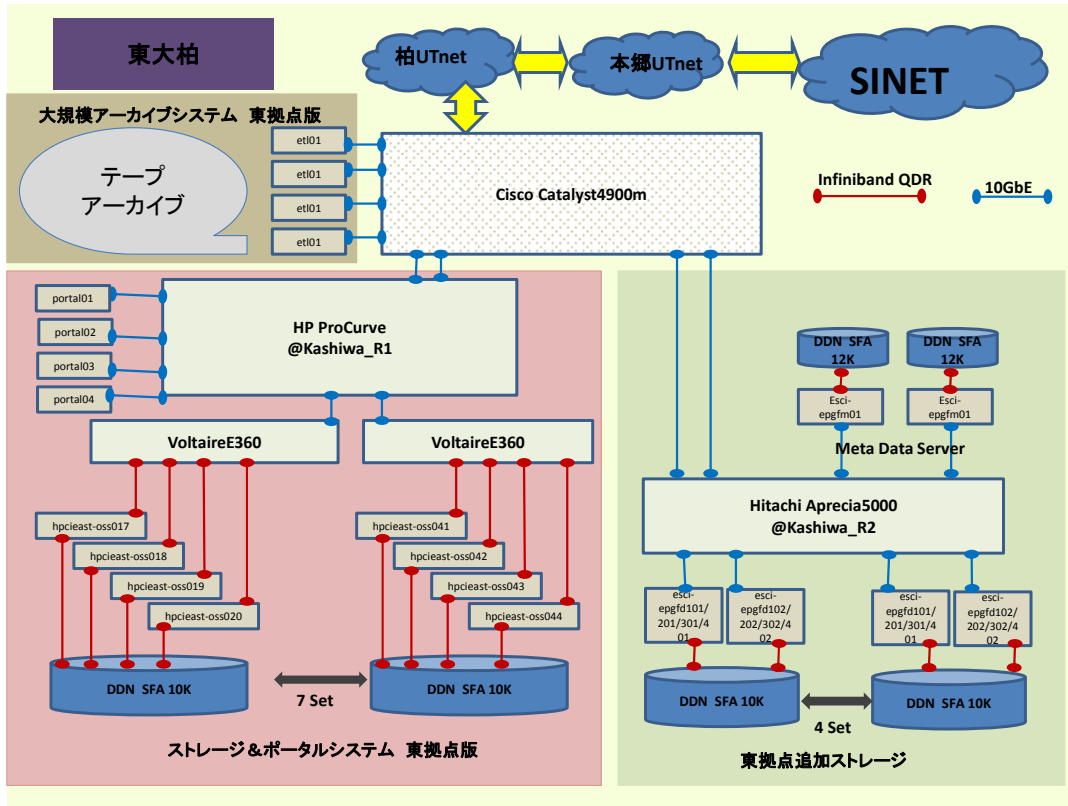 東大柏
柏UTnet
本郷UTnet
SINET
大規模アーカイブシステム 東拠点版
テープ
アーカイブ
etl01
etl01
etl01
etl01
Cisco Catalyst4900m
Infiniband QDR
10GbE
portal01
portal02
portal03
portal04
HP ProCurve
@Kashiwa_R1
VoltaireE360
VoltaireE360
hpcieast-oss017
hpcieast-oss018
hpcieast-oss019
hpcieast-oss020
hpcieast-oss041
hpcieast-oss042
hpcieast-oss043
hpcieast-oss044
DDN SFA 10K
7 Set
DDN SFA 10K
ストレージ＆ポータルシステム 東拠点版
DDN SFA
12K
DDN SFA
12K
Esci-
epgfm01
Esci-
epgfm01
Meta Data Server
Hitachi Aprecia5000
@Kashiwa_R2
esci-
epgfd101/
201/301/4
01
esci-
epgfd102/
202/302/4
02
esci-
epgfd101/
201/301/4
01
esci-
epgfd102/
202/302/4
02
DDN SFA 10K
4 Set
DDN SFA 10K
東拠点追加ストレージ